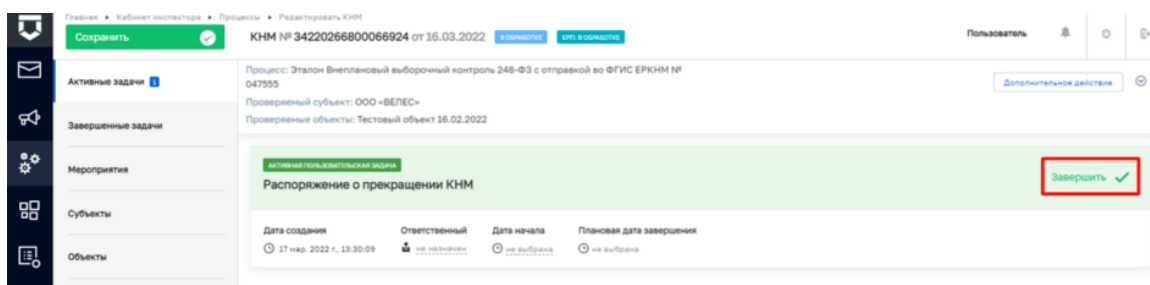 Главная ▸ Кабинет инспектора ▸ Процессы ▸ Редактировать КНМ
Сохранить
КНМ № 34220266800066924 от 16.03.2022 В ОБРАБОТКЕ ЕРП: В ОБРАБОТКЕ
Пользователь
Активные задачи 1
Завершенные задачи
Мероприятия
Субъекты
Объекты
Процесс: Эталон Внеплановый выборочный контроль 248-ФЗ с отправкой во ФГИС ЕРКНМ №
047555
Проверяемый субъект: ООО «ВЕЛЕС»
Проверяемые объекты: Тестовый объект 16.02.2022
Дополнительное действие
АКТИВНАЯ ПОЛЬЗОВАТЕЛЬСКАЯ ЗАДАЧА
Распоряжение о прекращении КНМ
Завершить
Дата создания Ответственный Дата начала Плановая дата завершения
17 мар. 2022 г., 13:30:09 не назначен не выбрана не выбрана